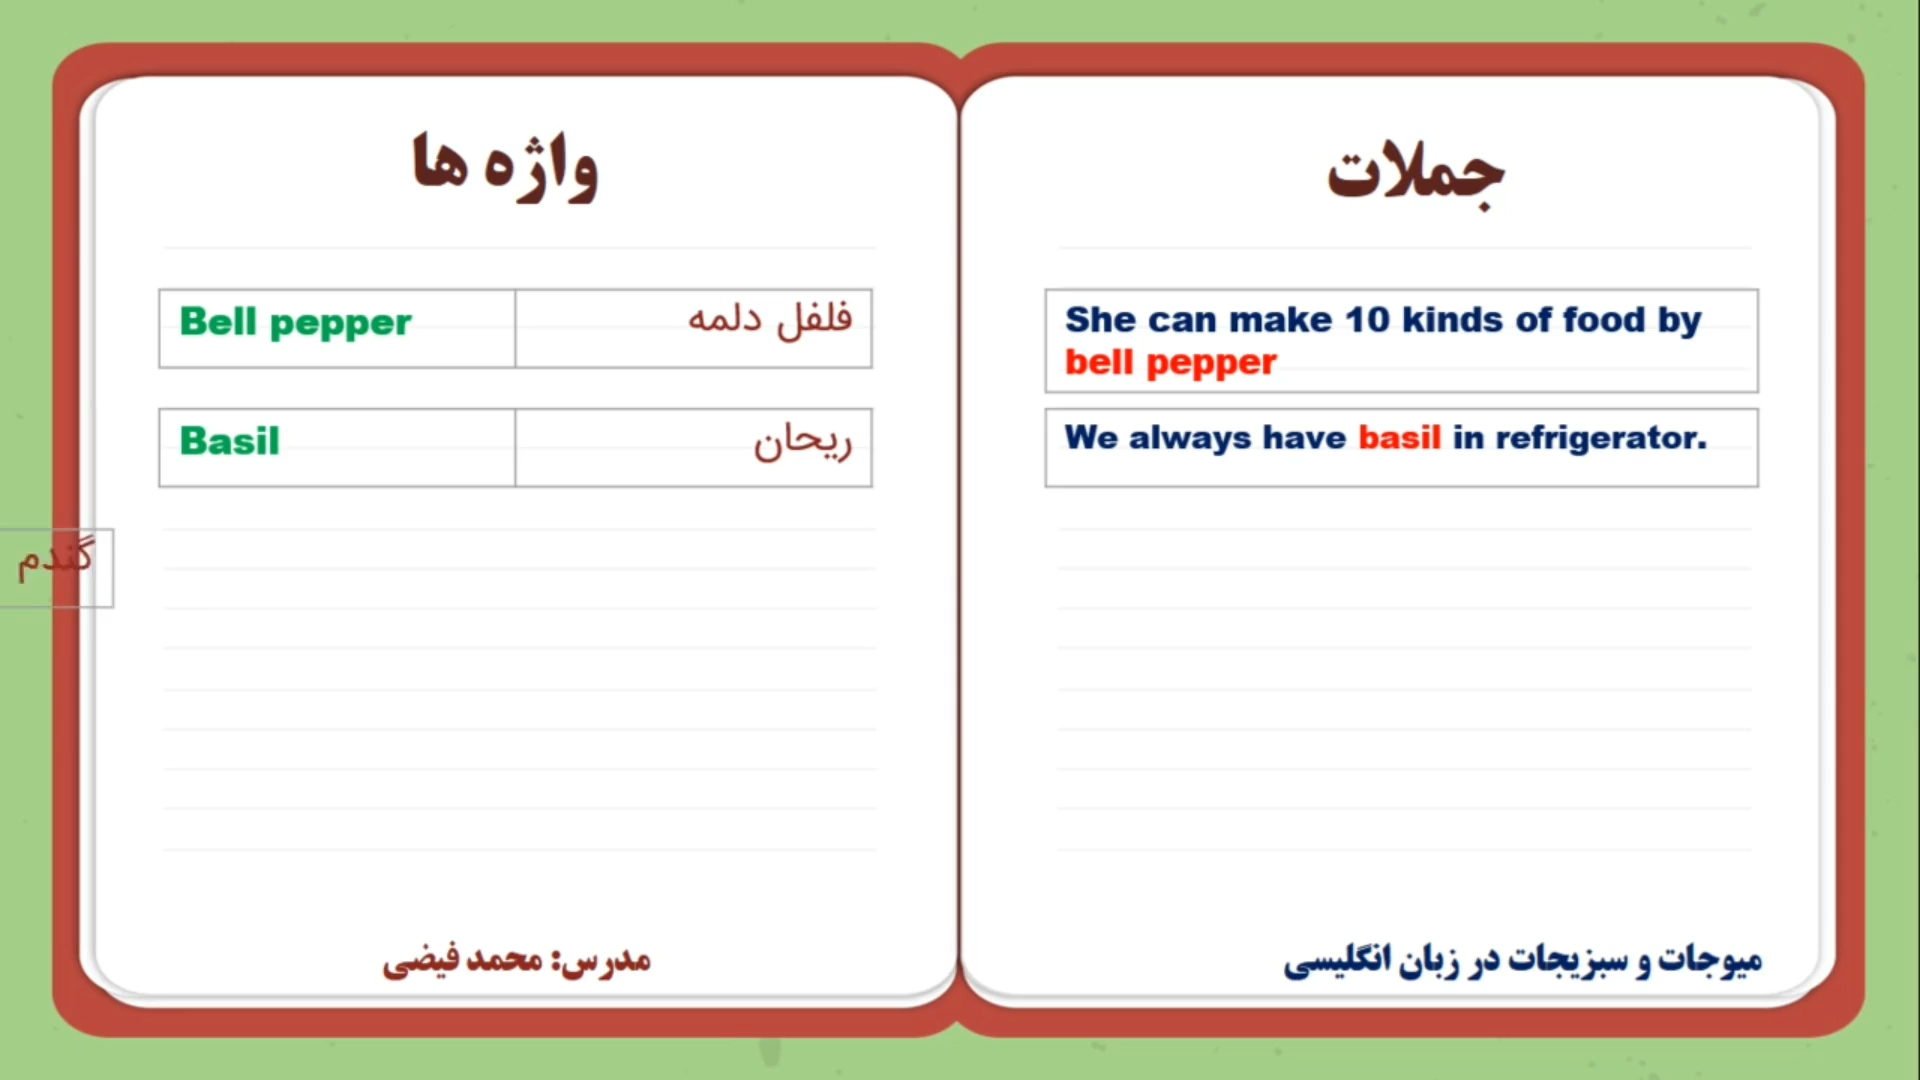 واژه ها
Bell pepper فلفل دلمه
Basil ریحان
گندم
مدرس: محمد فیضی
جملات
She can make 10 kinds of food by
bell pepper
We always have basil in refrigerator.
میوجات و سبزیجات در زبان انگلیسی